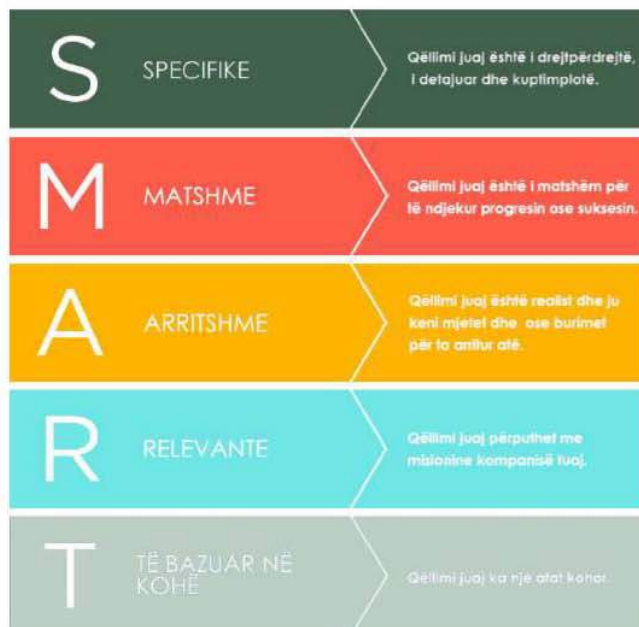 S
SPECIFIKE
Qëllimi juaj është i drejtpërdrejtë,
i detajuar dhe kuptimplotë.
M
MATSHME
Qëllimi juaj është i matshëm për
të ndjekur progresin ose suksesin.
A
ARRITSHME
Qëllimi juaj është realist dhe ju
keni mjetet dhe ose burimet
për ta arritur atë.
R
RELEVANTE
Qëllimi juaj përputhet me
misionine kompanisë tuaj.
T
TË BAZUAR NË
KOHË
Qëllimi juaj ka nje afat kohor.